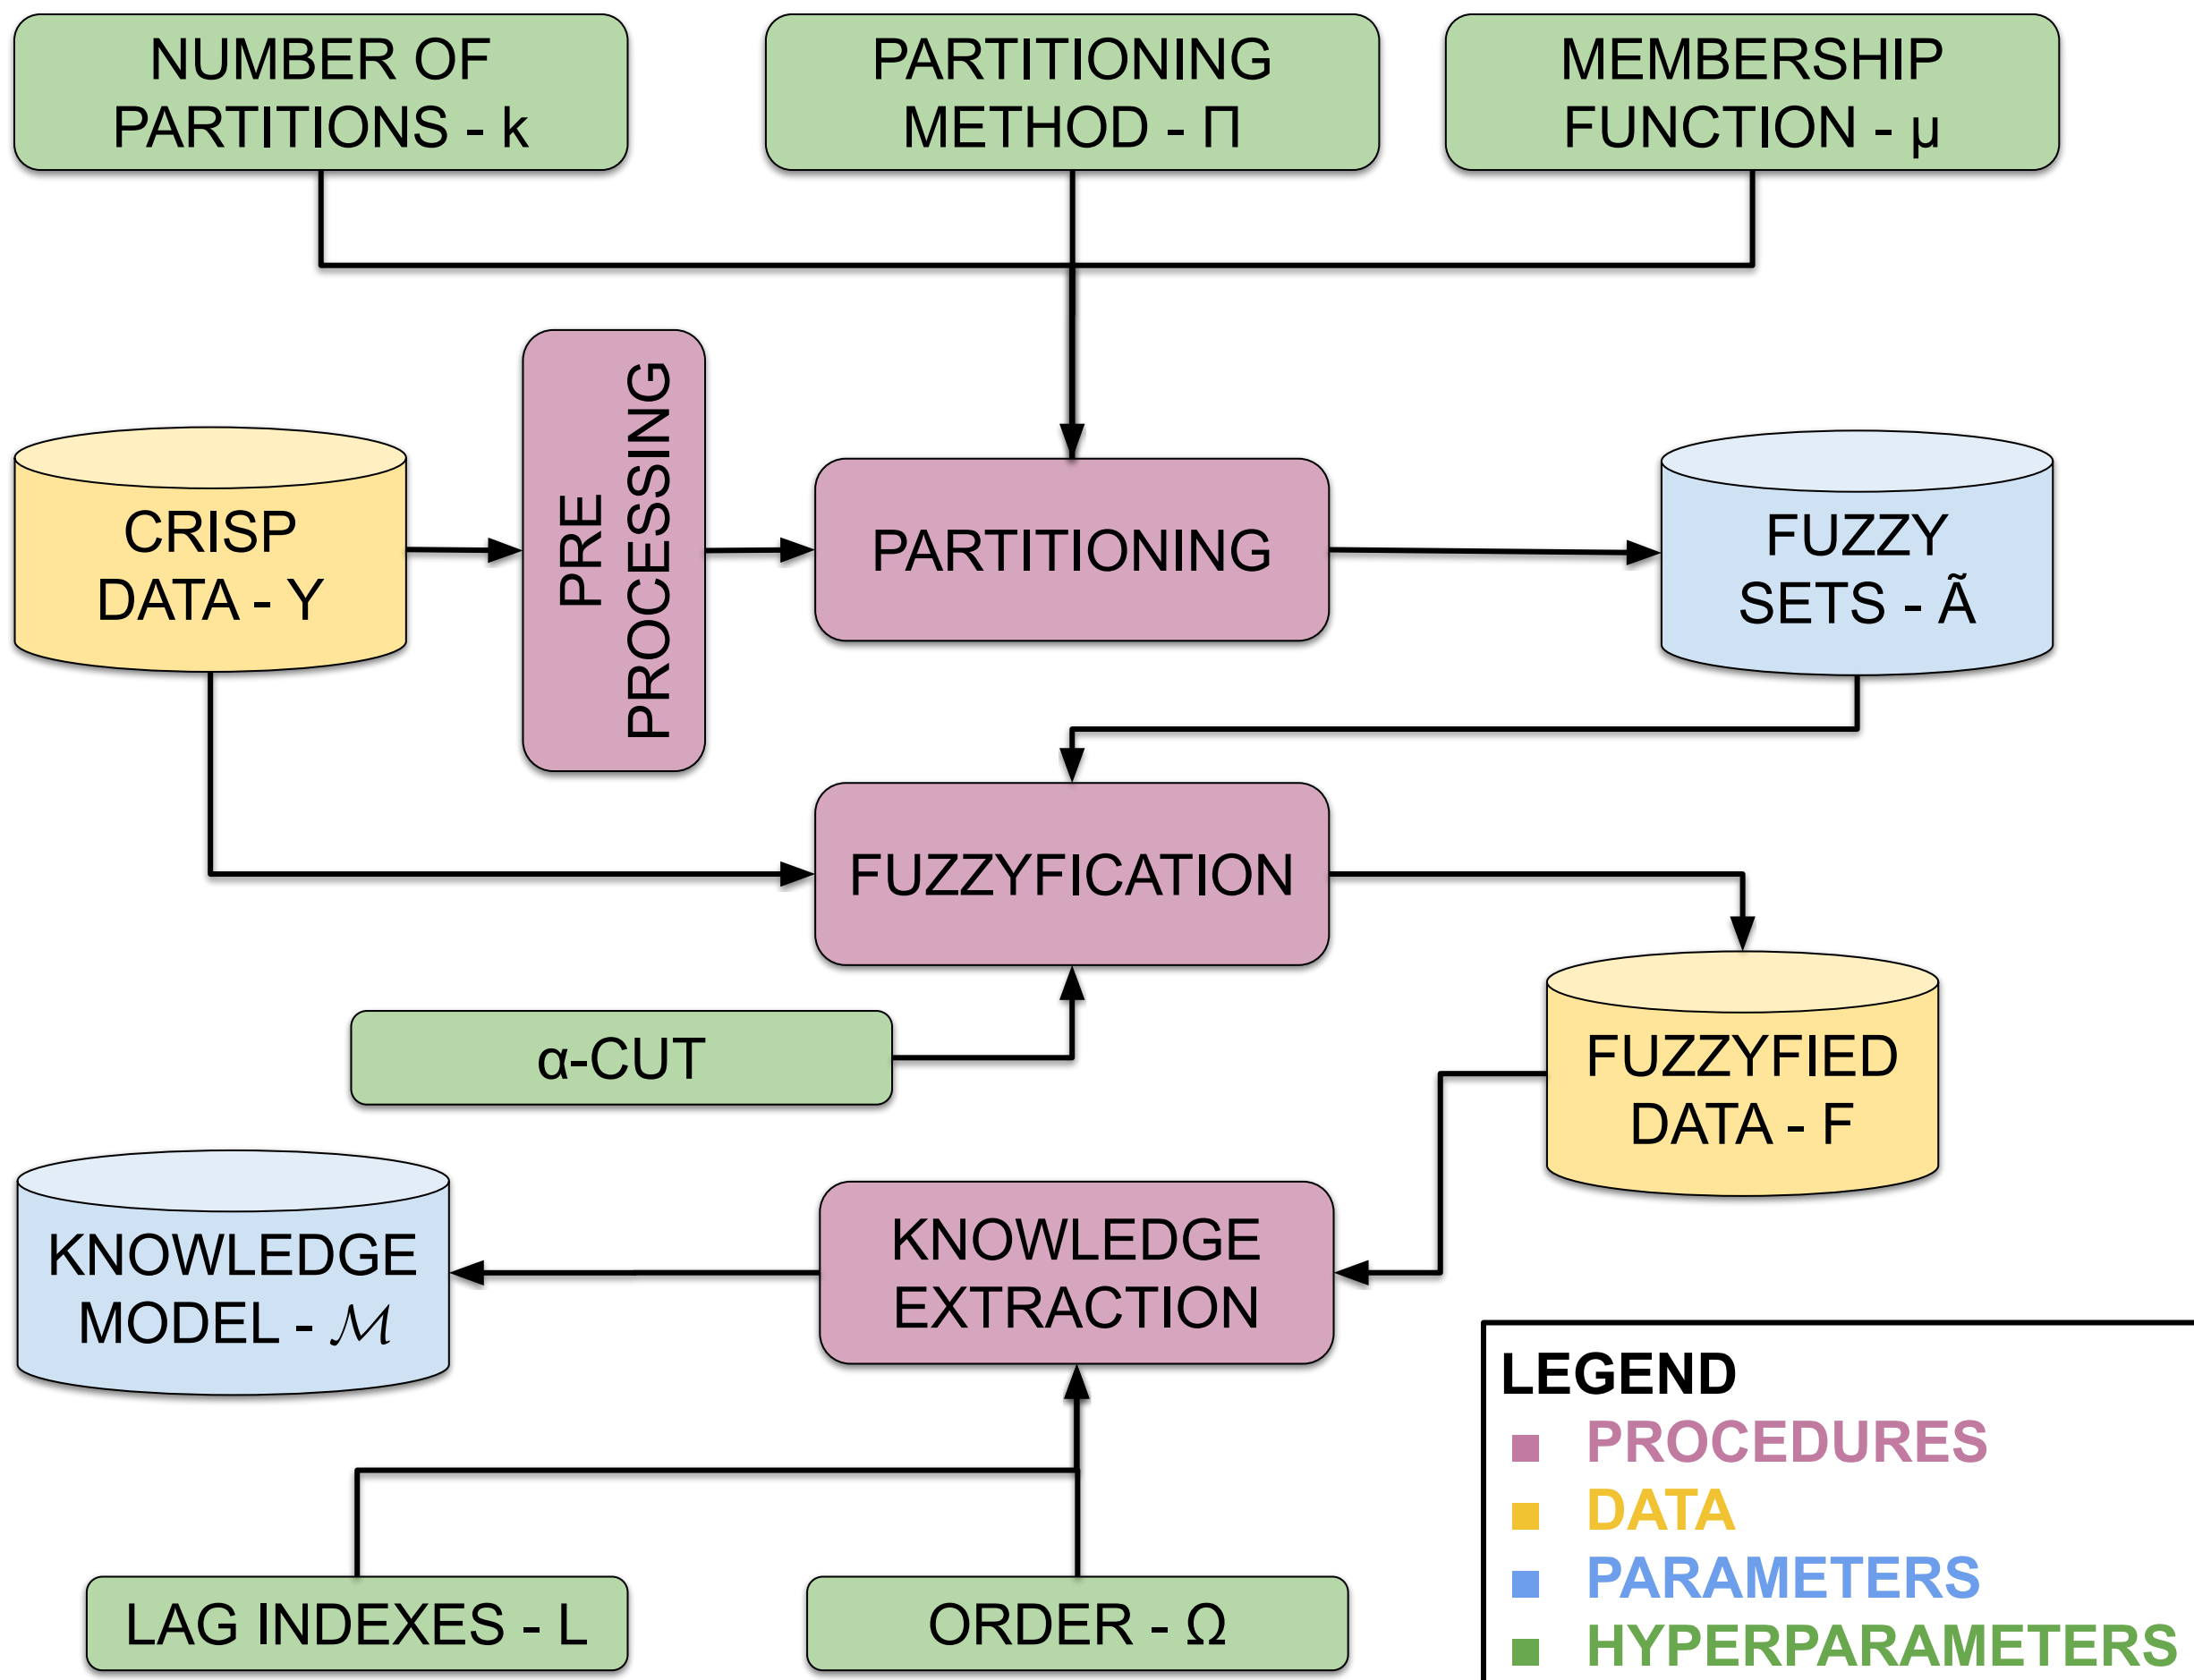 NUMBER OF
PARTITIONS - k
PARTITIONING
METHOD - Π
MEMBERSHIP
FUNCTION - μ
PRE
PROCESSING
CRISP
DATA - Y
PARTITIONING
FUZZY
SETS - Ã
FUZZYFICATION
α-CUT
FUZZYFIED
DATA - F
KNOWLEDGE
MODEL - ℳ
KNOWLEDGE
EXTRACTION
LAG INDEXES - L
ORDER - Ω
LEGEND
PROCEDURES
DATA
PARAMETERS
HYPERPARAMETERS